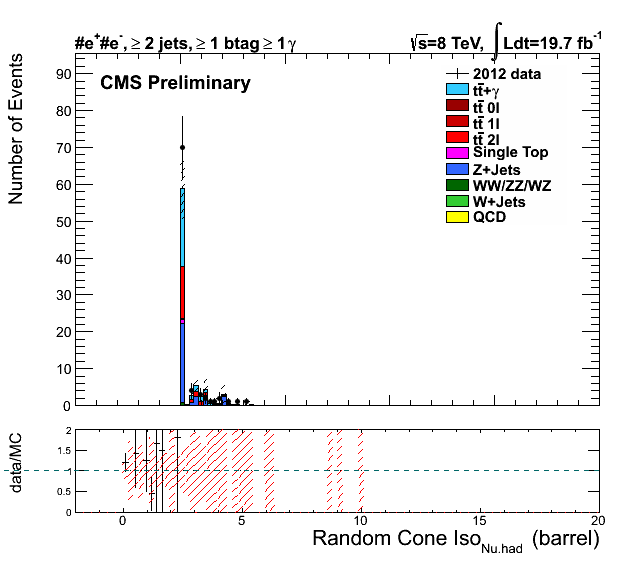 #e⁺#e⁻, ≥ 2 jets, ≥ 1 btag ≥ 1 γ
√s=8 TeV, ∫Ldt=19.7 fb⁻¹
CMS Preliminary
2012 data
tt̄+γ
tt̄ 0l
tt̄ 1l
tt̄ 2l
Single Top
Z+Jets
WW/ZZ/WZ
W+Jets
QCD
Number of Events
90
80
70
60
50
40
30
20
10
0
data/MC
2
1.5
1
0.5
0
0 5 10 15 20
Random Cone Iso_Nu.had (barrel)